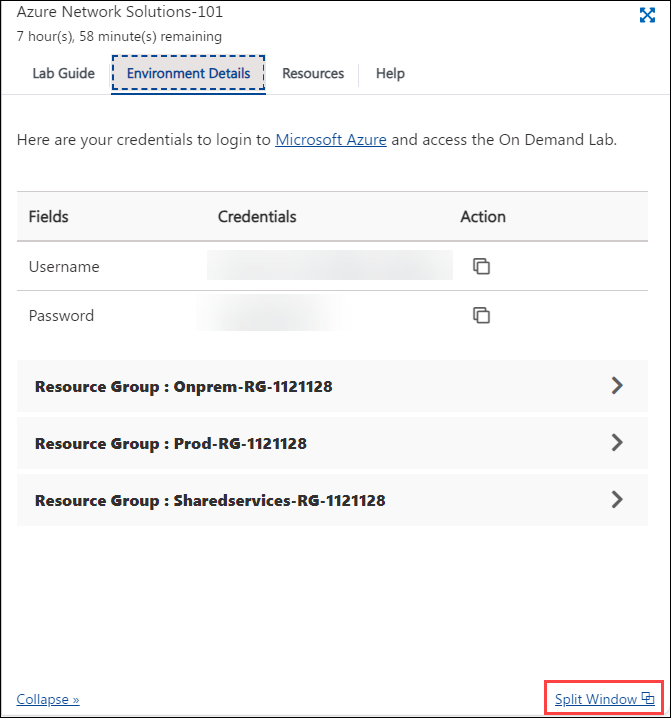 Azure Network Solutions-101
7 hour(s), 58 minute(s) remaining
Lab Guide Environment Details Resources Help
Here are your credentials to login to Microsoft Azure and access the On Demand Lab.
Fields Credentials Action
Username
Password
Resource Group : Onprem-RG-1121128
Resource Group : Prod-RG-1121128
Resource Group : Sharedservices-RG-1121128
Collapse » Split Window